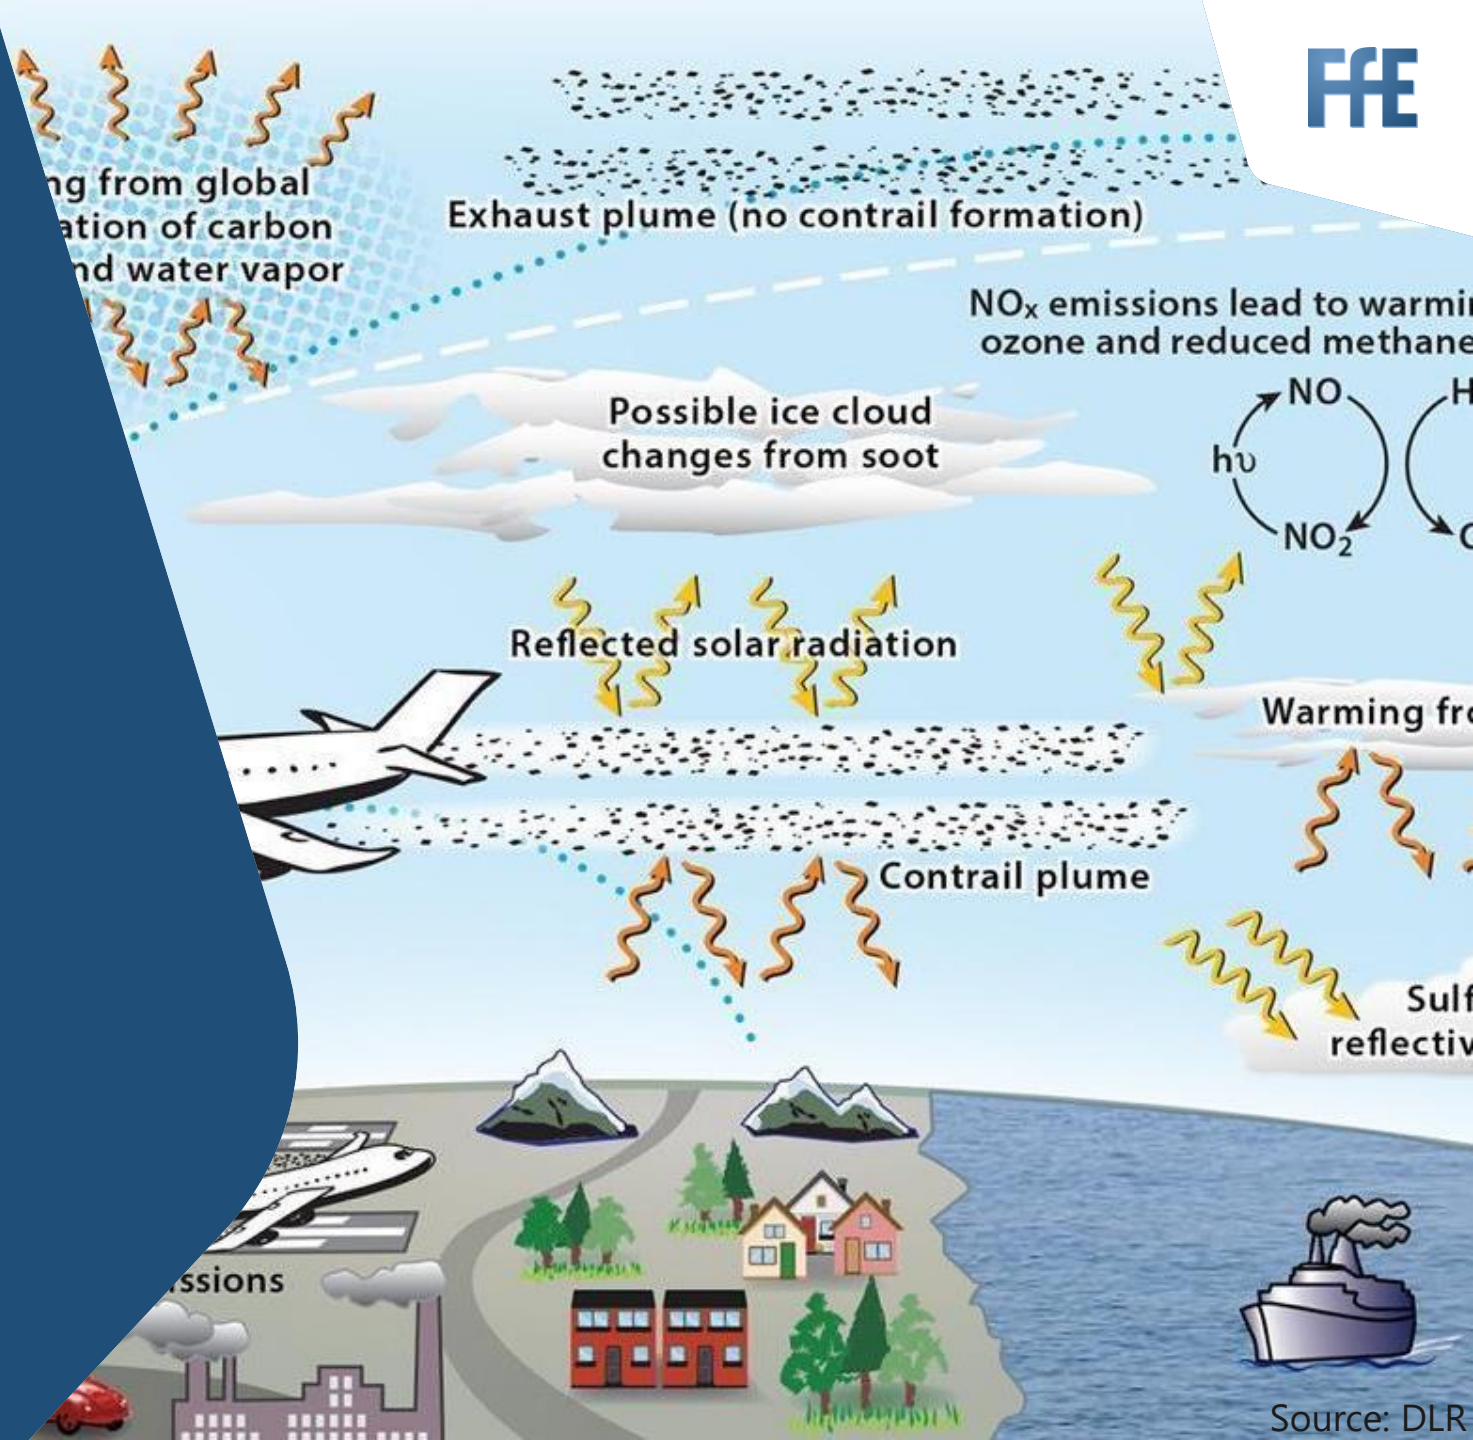 FfE
ng from global
ation of carbon
nd water vapor
Exhaust plume (no contrail formation)
NOx emissions lead to warmin
ozone and reduced methane
NO
H
hυ
NO2
Possible ice cloud
changes from soot
Reflected solar radiation
Warming fro
Contrail plume
Sulf
reflectiv
ssions
Source: DLR